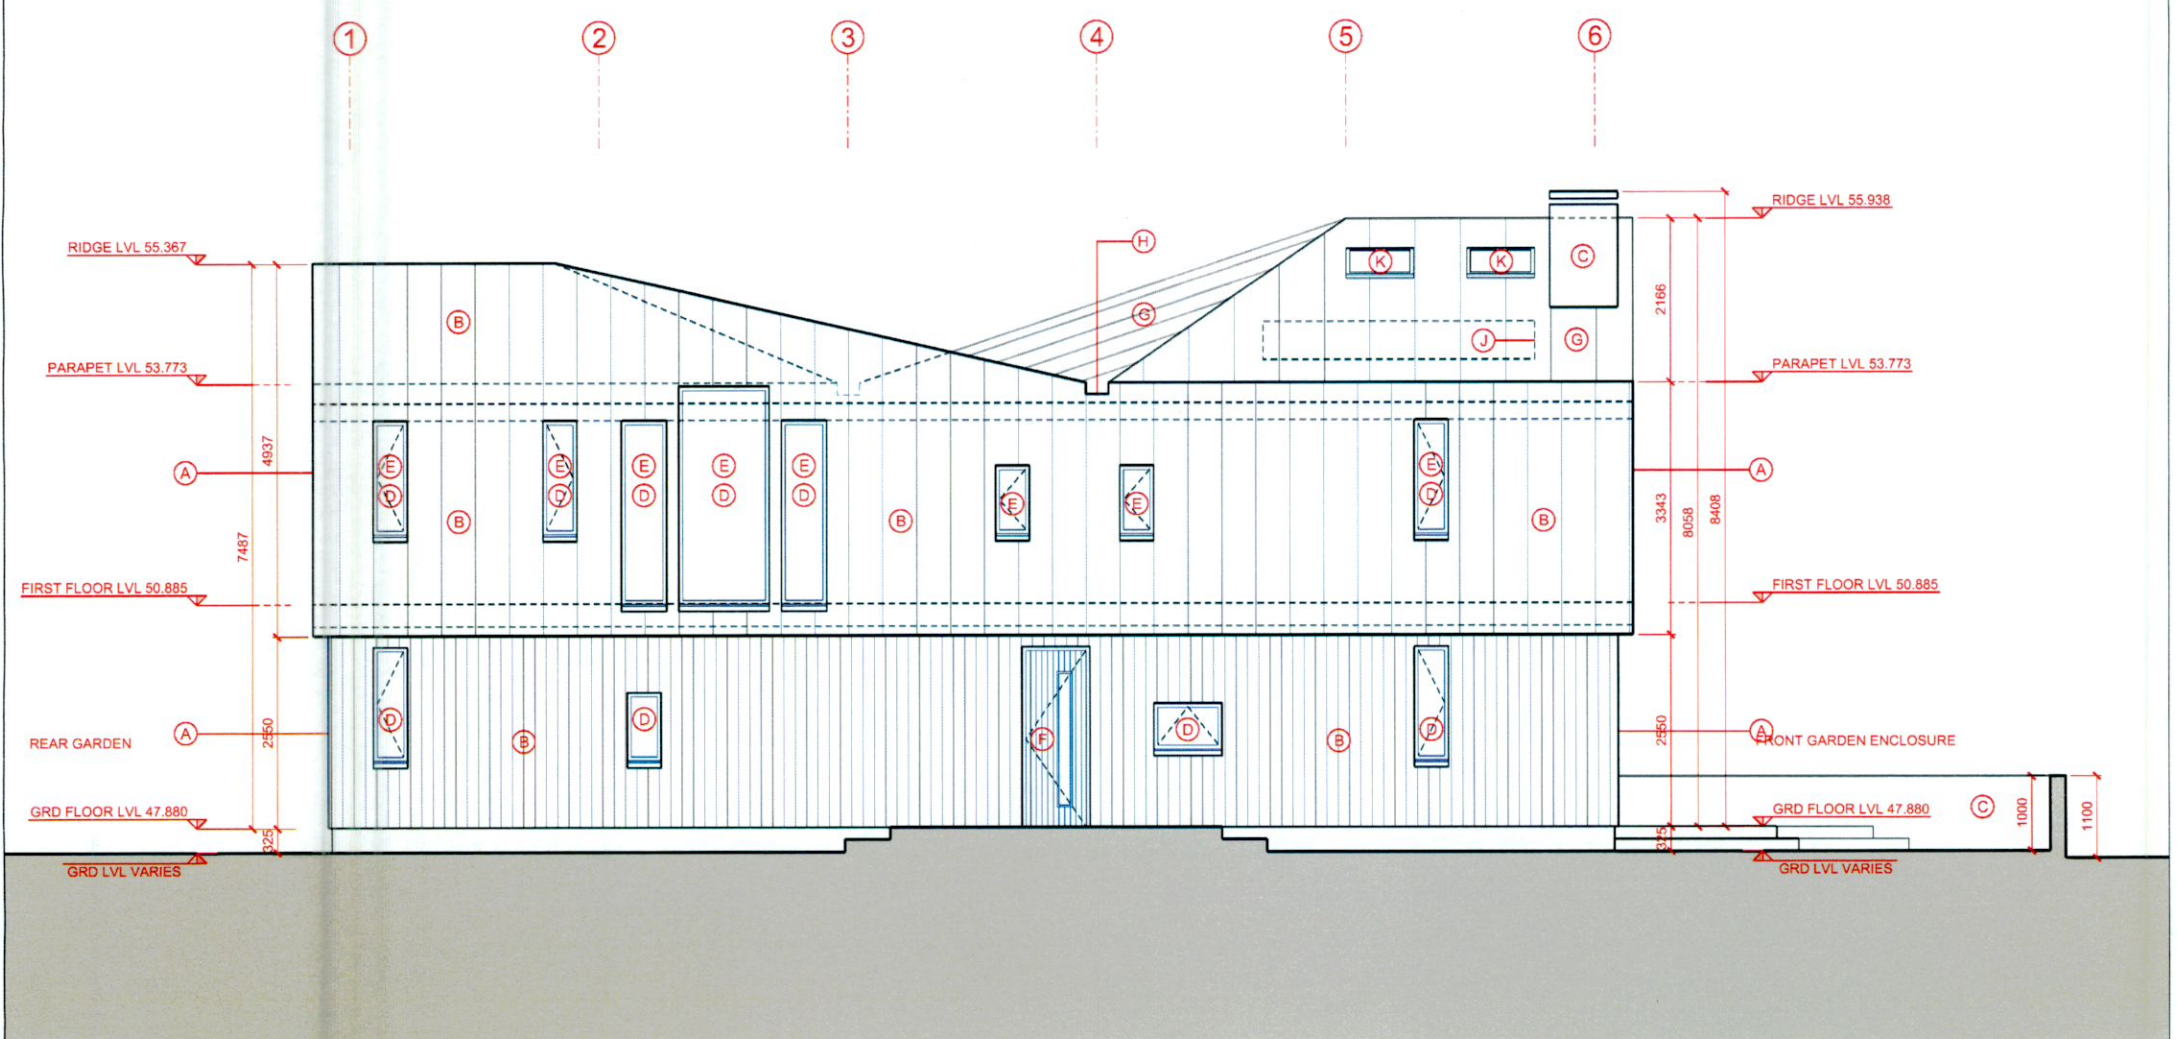 1 2 3 4 5 6
RIDGE LVL 55.938
RIDGE LVL 55.367
H
K K C
G
2166
B
J G
PARAPET LVL 53.773
PARAPET LVL 53.773
4937
A
E E E E E E
D D D D D D
A
E E
B B B
3343
8058
8408
7487
FIRST FLOOR LVL 50.885
FIRST FLOOR LVL 50.885
D D D D
A
2550
B F B
2550
A
REAR GARDEN
FRONT GARDEN ENCLOSURE
GRD FLOOR LVL 47.880
GRD FLOOR LVL 47.880
C
1000
1100
325
325
GRD LVL VARIES
GRD LVL VARIES